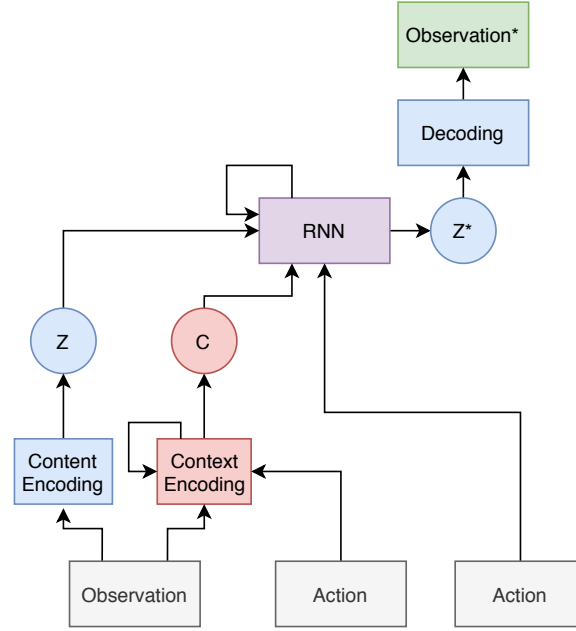 Observation*
Decoding
RNN
Z*
Z
C
Content
Encoding
Context
Encoding
Observation
Action
Action